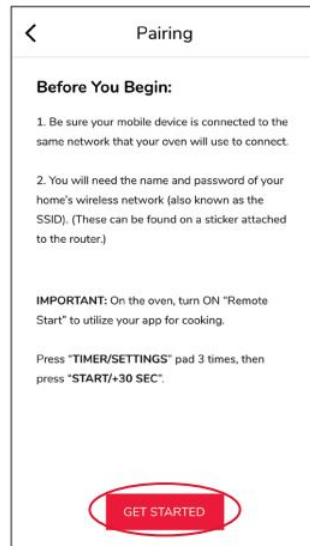 Pairing
Before You Begin:
1. Be sure your mobile device is connected to the
same network that your oven will use to connect.
2. You will need the name and password of your
home's wireless network (also known as the
SSID). (These can be found on a sticker attached
to the router.)
IMPORTANT: On the oven, turn ON "Remote
Start" to utilize your app for cooking.
Press "TIMER/SETTINGS" pad 3 times, then
press "START/+30 SEC".
GET STARTED